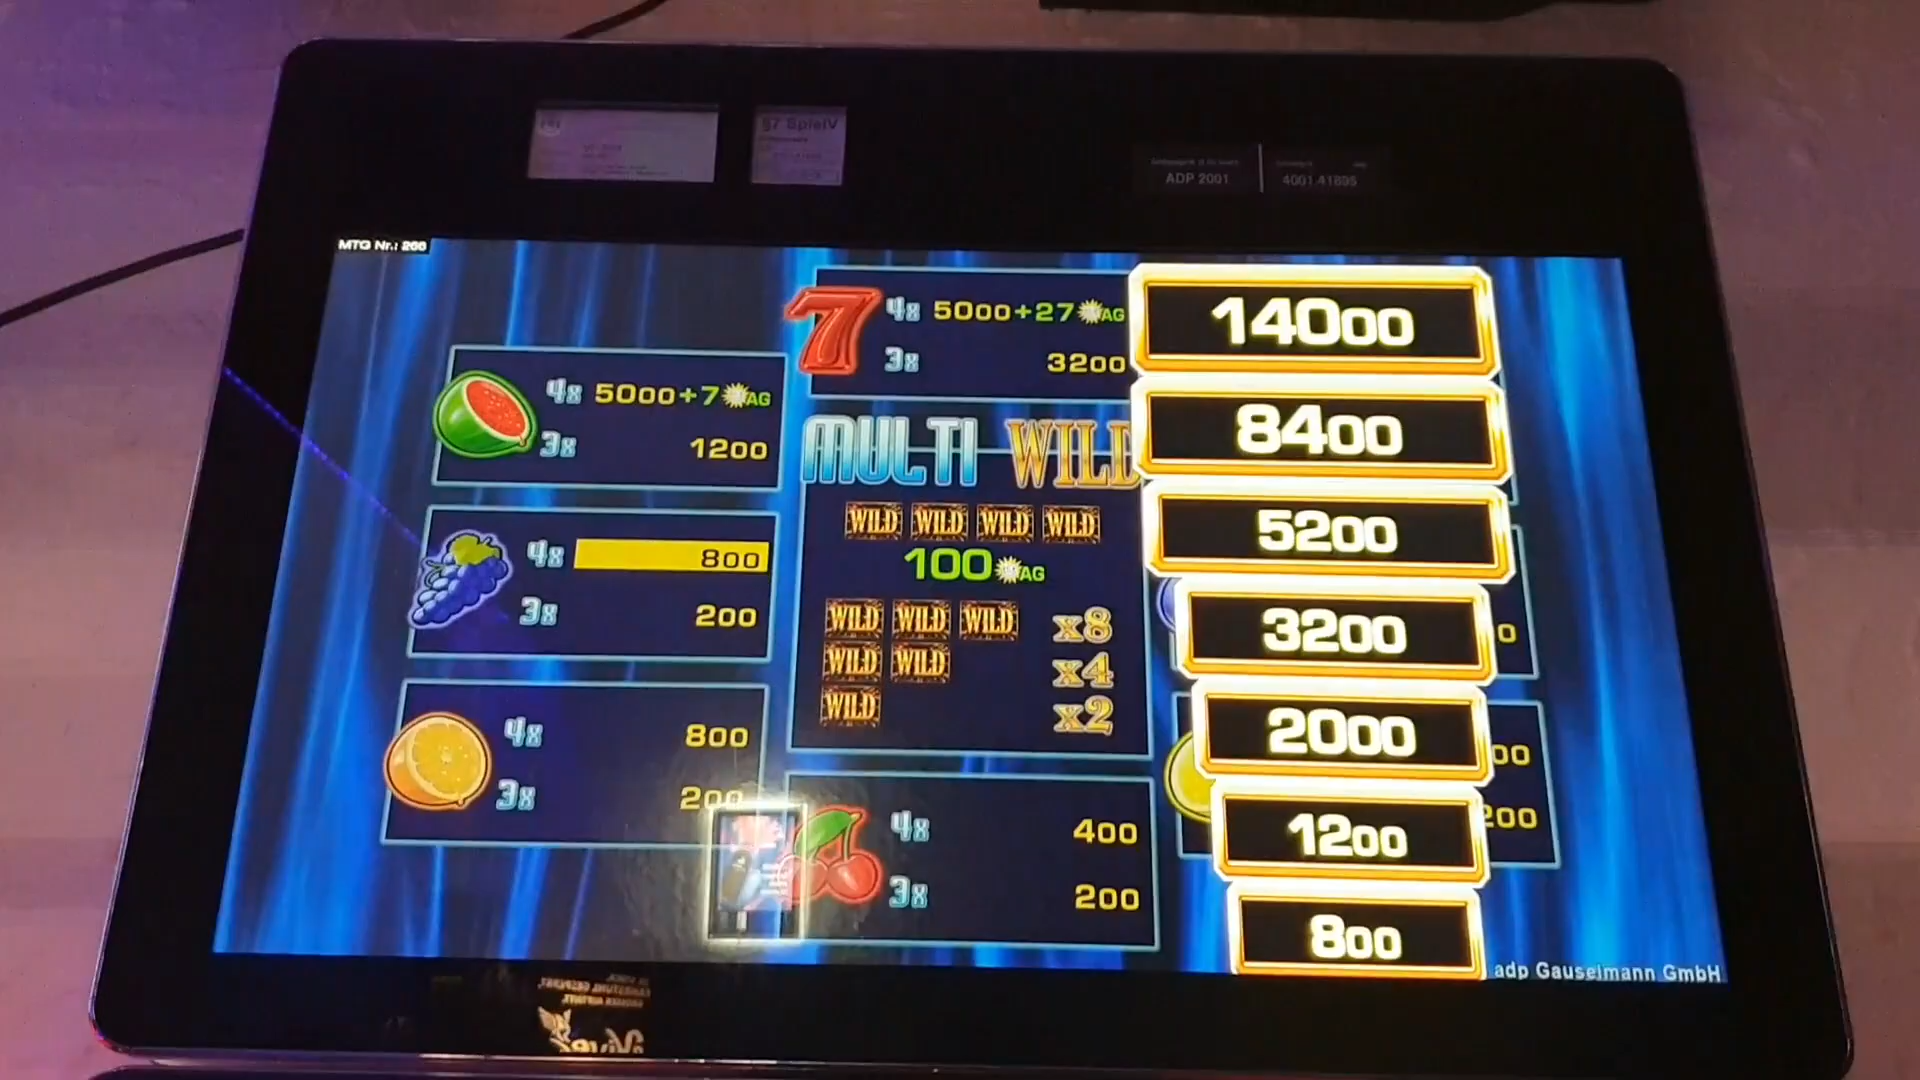 §7 SpielV
ADP 2001
4001.41895
MTG Nr.: 266
4x 5000+27 AG
3x 3200
4x 5000+7 AG
3x 1200
MULTI WILD
WILD WILD WILD WILD
100 AG
4x 800
3x 200
WILD WILD WILD x8
WILD WILD x4
WILD x2
4x 800
3x 200
4x 400
3x 200
14000
8400
5200
3200
2000
1200
800
0
00
200
adp Gauselmann GmbH